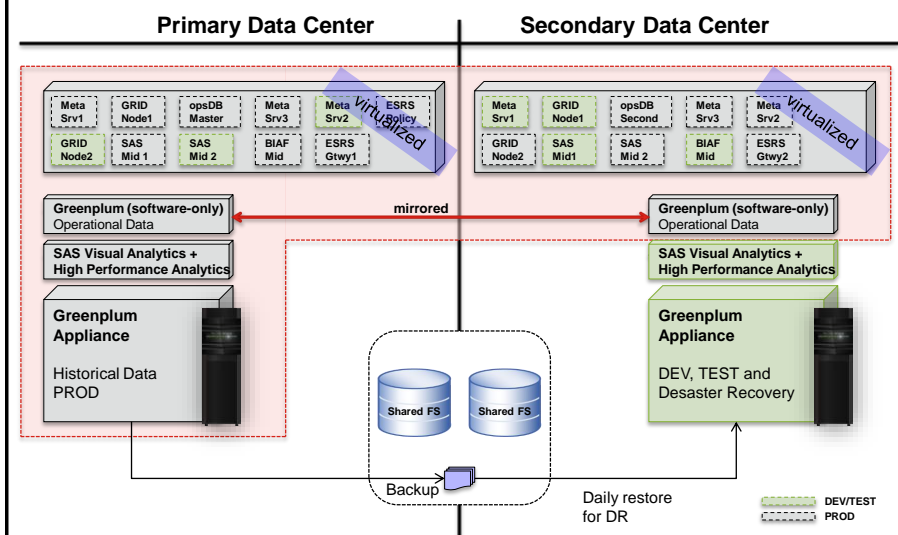 Primary Data Center
Secondary Data Center
Meta
Srv1
GRID
Node1
opsDB
Master
Meta
Srv3
Meta
Srv2
ESRS
Policy
virtualized
GRID
Node2
SAS
Mid 1
SAS
Mid 2
BIAF
Mid
ESRS
Gtwy1
Meta
Srv1
GRID
Node1
opsDB
Second
Meta
Srv3
Meta
Srv2
virtualized
GRID
Node2
SAS
Mid1
SAS
Mid 2
BIAF
Mid
ESRS
Gtwy2
Greenplum (software-only)
Operational Data
mirrored
Greenplum (software-only)
Operational Data
SAS Visual Analytics +
High Performance Analytics
SAS Visual Analytics +
High Performance Analytics
Greenplum
Appliance
Historical Data
PROD
Shared FS
Shared FS
Greenplum
Appliance
DEV, TEST and
Desaster Recovery
Backup
Daily restore
for DR
DEV/TEST
PROD